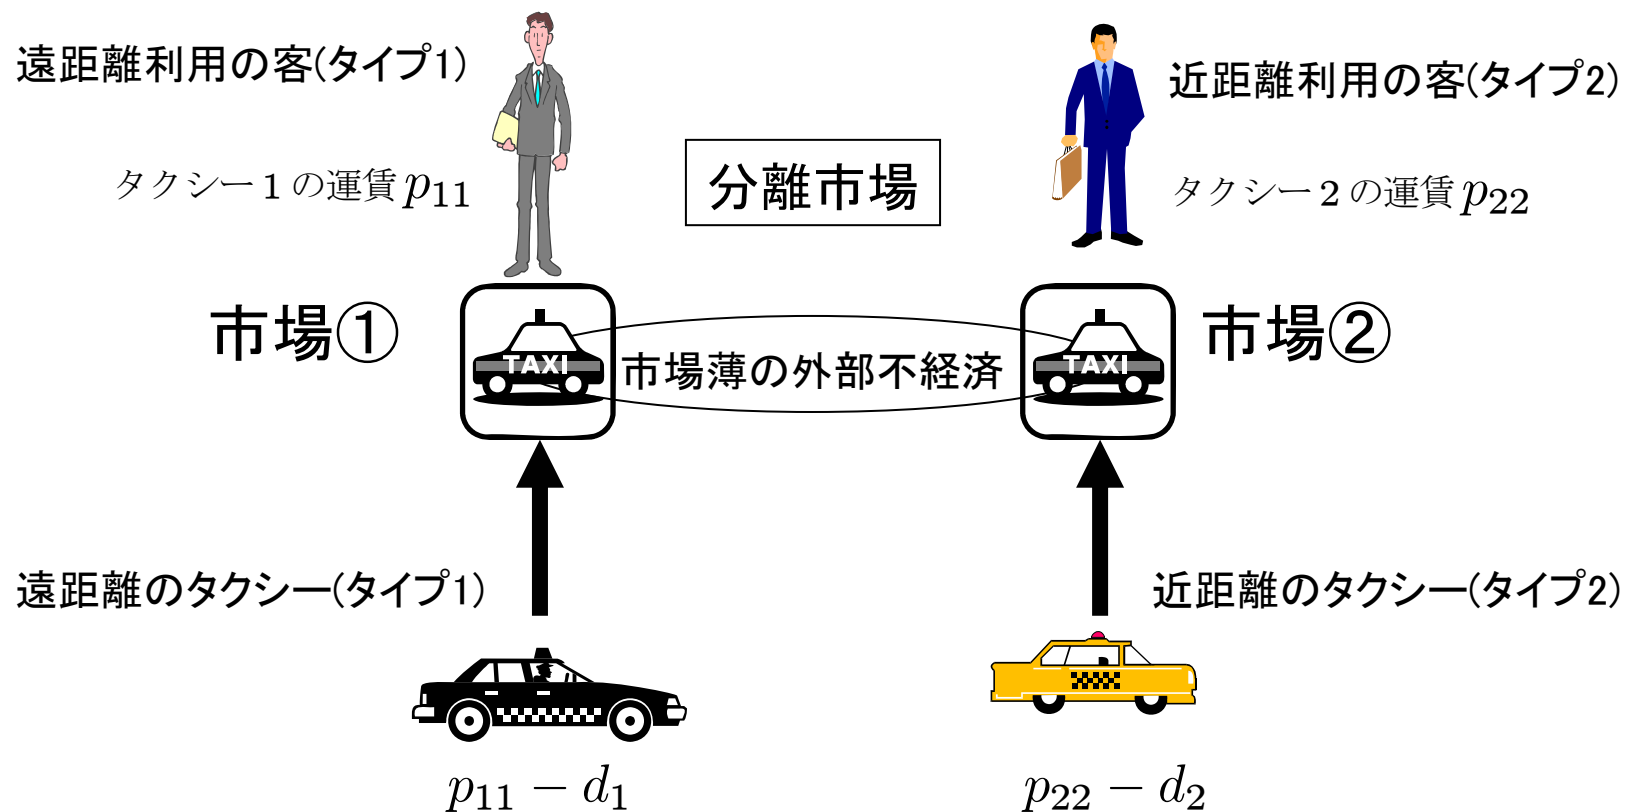 遠距離利用の客(タイプ1)
近距離利用の客(タイプ2)
分離市場
タクシー 1 の運賃 p11
タクシー 2 の運賃 p22
市場①
TAXI
市場薄の外部不経済
TAXI
市場②
遠距離のタクシー(タイプ1)
近距離のタクシー(タイプ2)
p11 − d1
p22 − d2